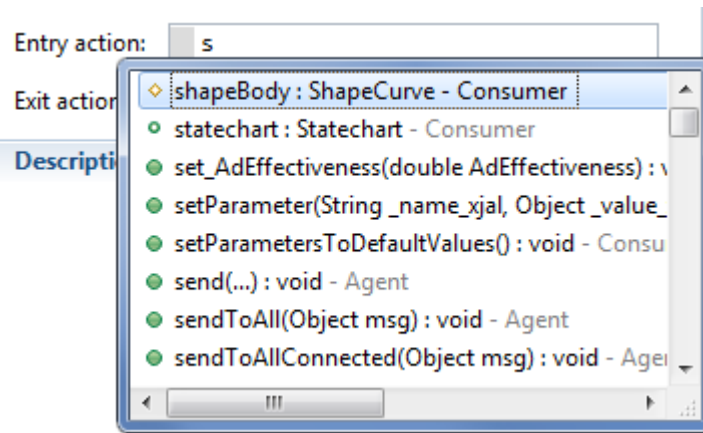 Entry action: s
Exit action
Descripti
shapeBody : ShapeCurve - Consumer
statechart : Statechart - Consumer
set_AdEffectiveness(double AdEffectiveness) : v
setParameter(String _name_xjal, Object _value_
setParametersToDefaultValues() : void - Consu
send(...) : void - Agent
sendToAll(Object msg) : void - Agent
sendToAllConnected(Object msg) : void - Agen